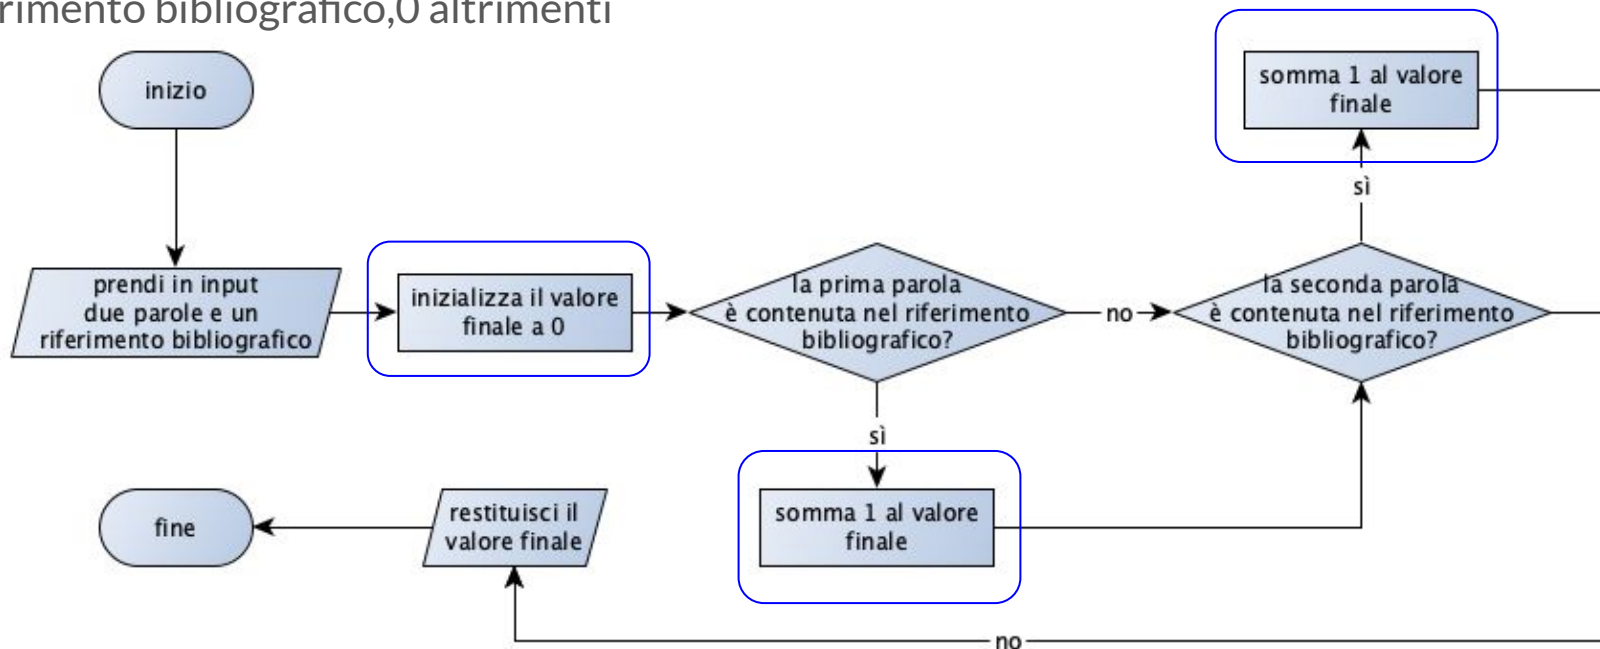 rimento bibliografico,0 altrimenti
inizio
prendi in input
due parole e un
riferimento bibliografico
inizializza il valore
finale a 0
la prima parola
è contenuta nel riferimento
bibliografico?
no
la seconda parola
è contenuta nel riferimento
bibliografico?
sì
somma 1 al valore
finale
sì
somma 1 al valore
finale
no
restituisci il
valore finale
fine